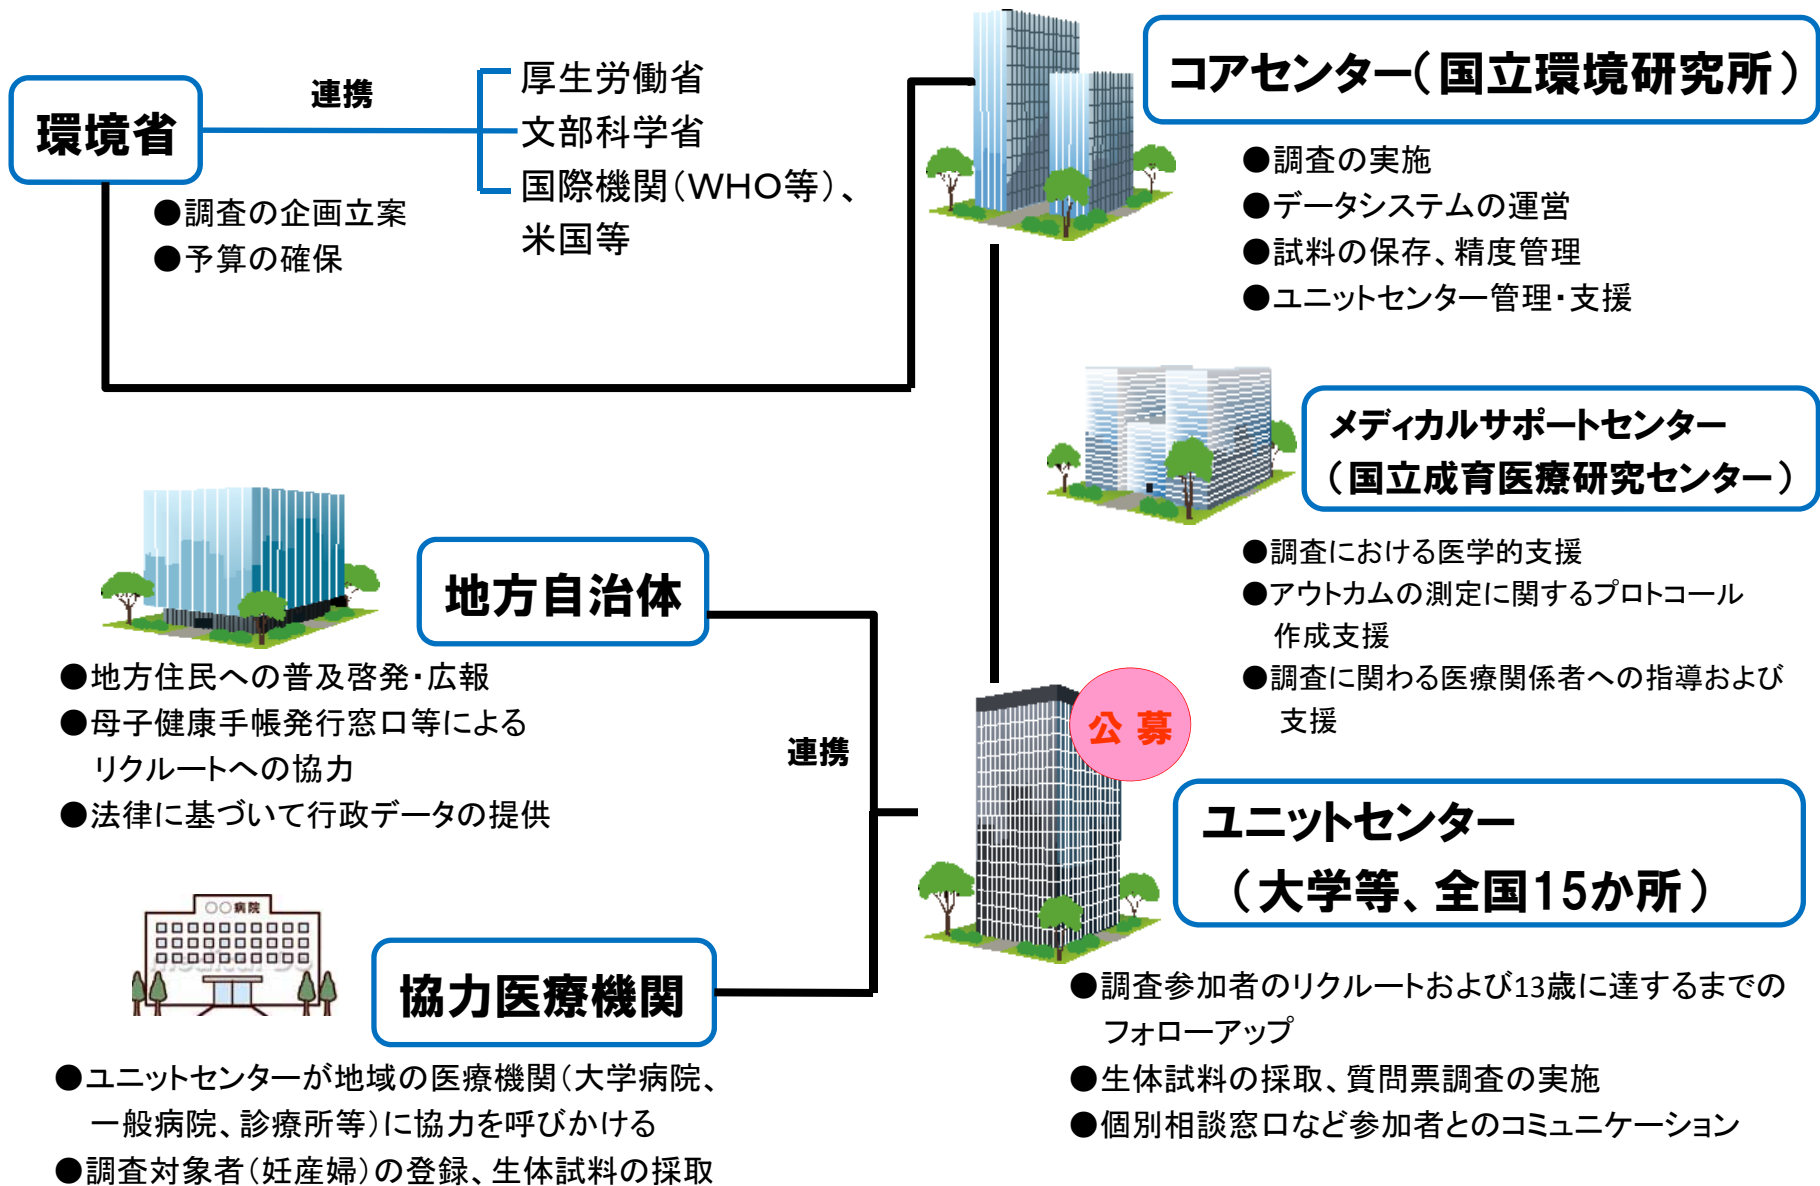 環境省
連携
厚生労働省
文部科学省
国際機関(WHO等)、
米国等
●調査の企画立案
●予算の確保
コアセンター(国立環境研究所)
●調査の実施
●データシステムの運営
●試料の保存、精度管理
●ユニットセンター管理・支援
メディカルサポートセンター
(国立成育医療研究センター)
●調査における医学的支援
●アウトカムの測定に関するプロトコール
作成支援
●調査に関わる医療関係者への指導および
支援
地方自治体
●地方住民への普及啓発・広報
●母子健康手帳発行窓口等による
リクルートへの協力
●法律に基づいて行政データの提供
連携
公募
ユニットセンター
(大学等、全国15か所)
●調査参加者のリクルートおよび13歳に達するまでの
フォローアップ
●生体試料の採取、質問票調査の実施
●個別相談窓口など参加者とのコミュニケーション
〇〇病院
協力医療機関
●ユニットセンターが地域の医療機関(大学病院、
一般病院、診療所等)に協力を呼びかける
●調査対象者(妊産婦)の登録、生体試料の採取